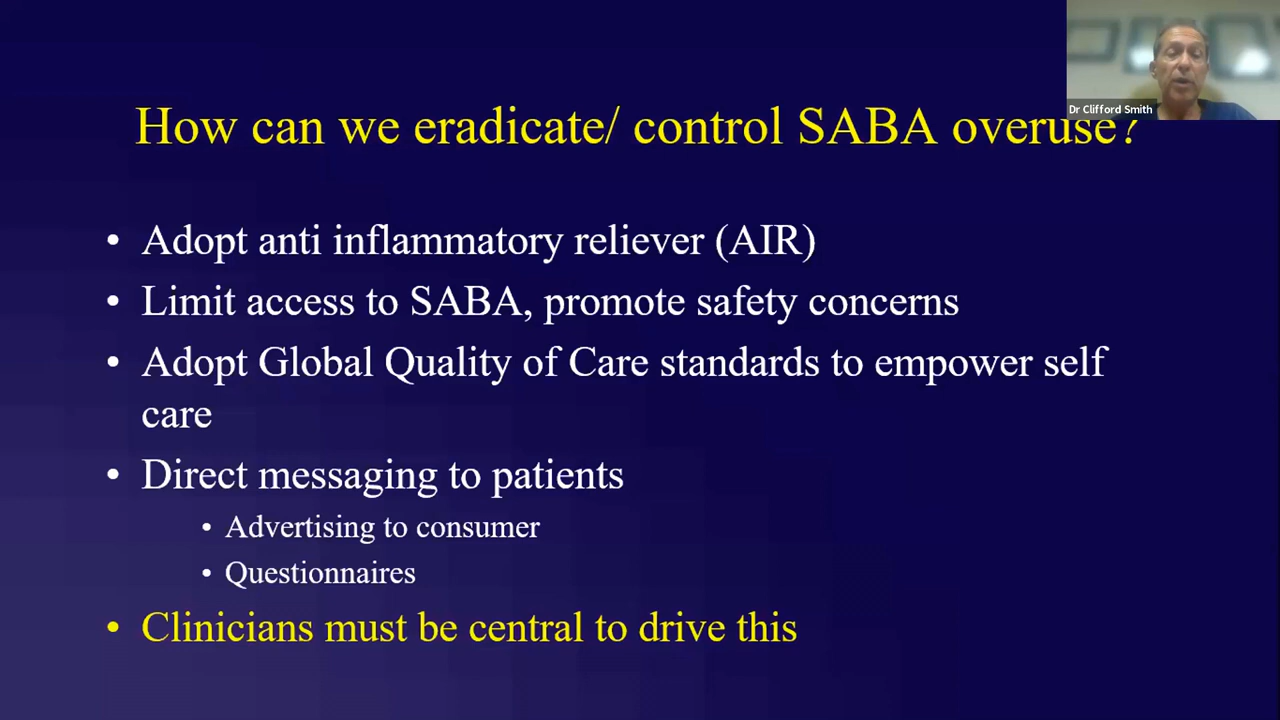 Dr Clifford Smith
How can we eradicate/ control SABA overuse?
• Adopt anti inflammatory reliever (AIR)
• Limit access to SABA, promote safety concerns
• Adopt Global Quality of Care standards to empower self
care
• Direct messaging to patients
• Advertising to consumer
• Questionnaires
• Clinicians must be central to drive this